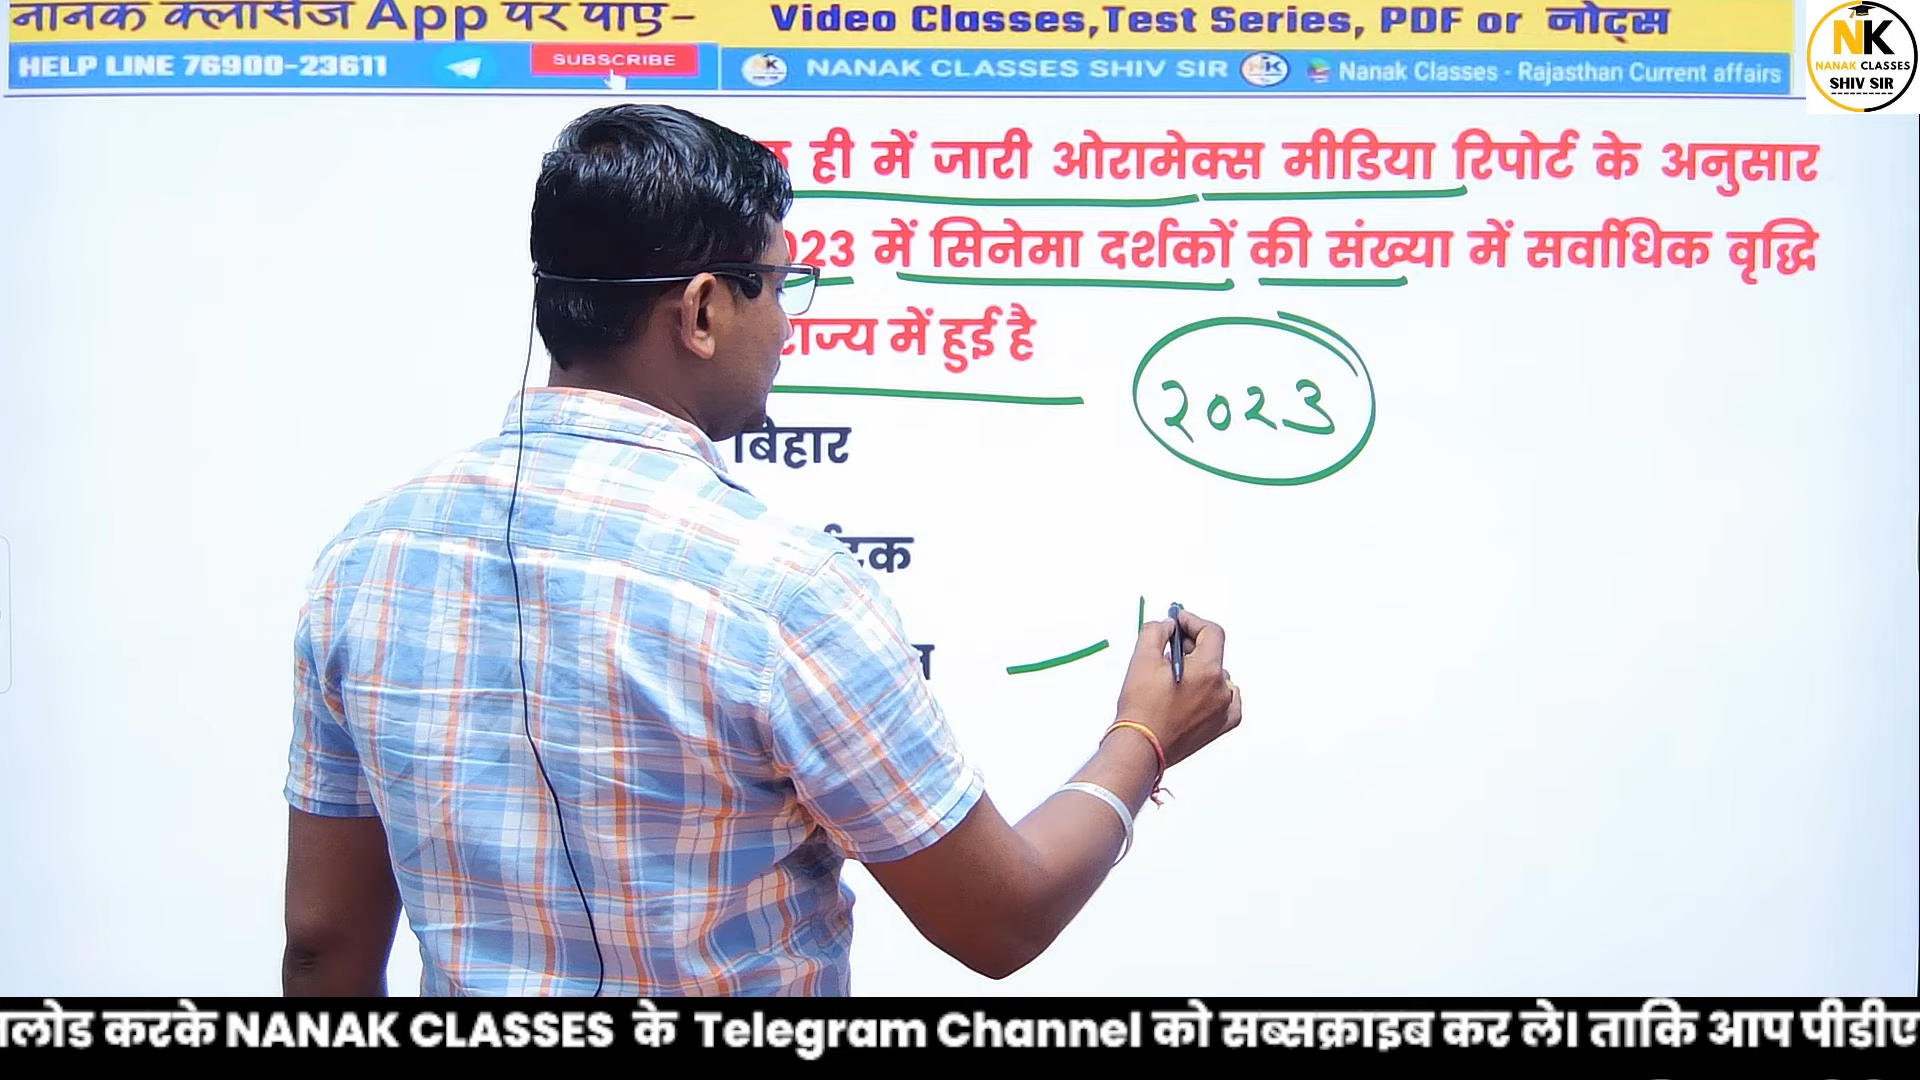 नानक क्लासेज App पर पाए- Video Classes,Test Series, PDF or नोट्स
HELP LINE 76900-23611 SUBSCRIBE NANAK CLASSES SHIV SIR Nanak Classes - Rajasthan Current affairs
NK
NANAK CLASSES
SHIV SIR
ही में जारी ओरामेक्स मीडिया रिपोर्ट के अनुसार
2023 में सिनेमा दर्शकों की संख्या में सर्वाधिक वृद्धि
राज्य में हुई है
2023
बिहार
करके NANAK CLASSES के Telegram Channel को सब्सक्राइब कर ले। ताकि आप